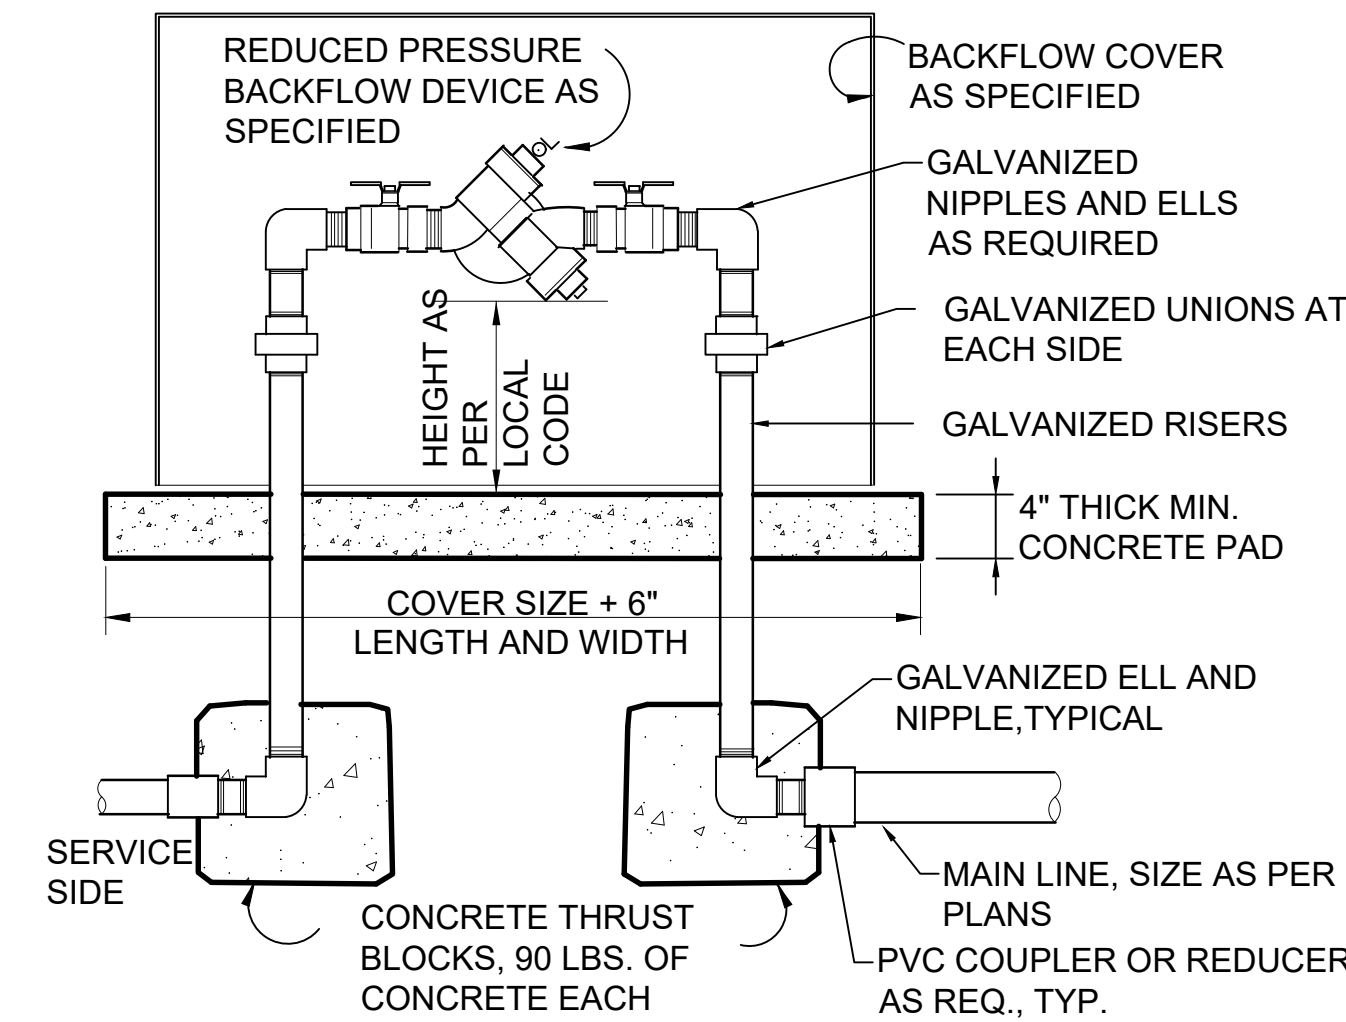 REDUCED PRESSURE
BACKFLOW DEVICE AS
SPECIFIED
BACKFLOW COVER
AS SPECIFIED
GALVANIZED
NIPPLES AND ELLS
AS REQUIRED
GALVANIZED UNIONS AT
EACH SIDE
HEIGHT AS
PER
LOCAL
CODE
GALVANIZED RISERS
4" THICK MIN.
CONCRETE PAD
COVER SIZE + 6"
LENGTH AND WIDTH
GALVANIZED ELL AND
NIPPLE,TYPICAL
SERVICE
SIDE
MAIN LINE, SIZE AS PER
PLANS
CONCRETE THRUST
BLOCKS, 90 LBS. OF
CONCRETE EACH
PVC COUPLER OR REDUCER
AS REQ., TYP.